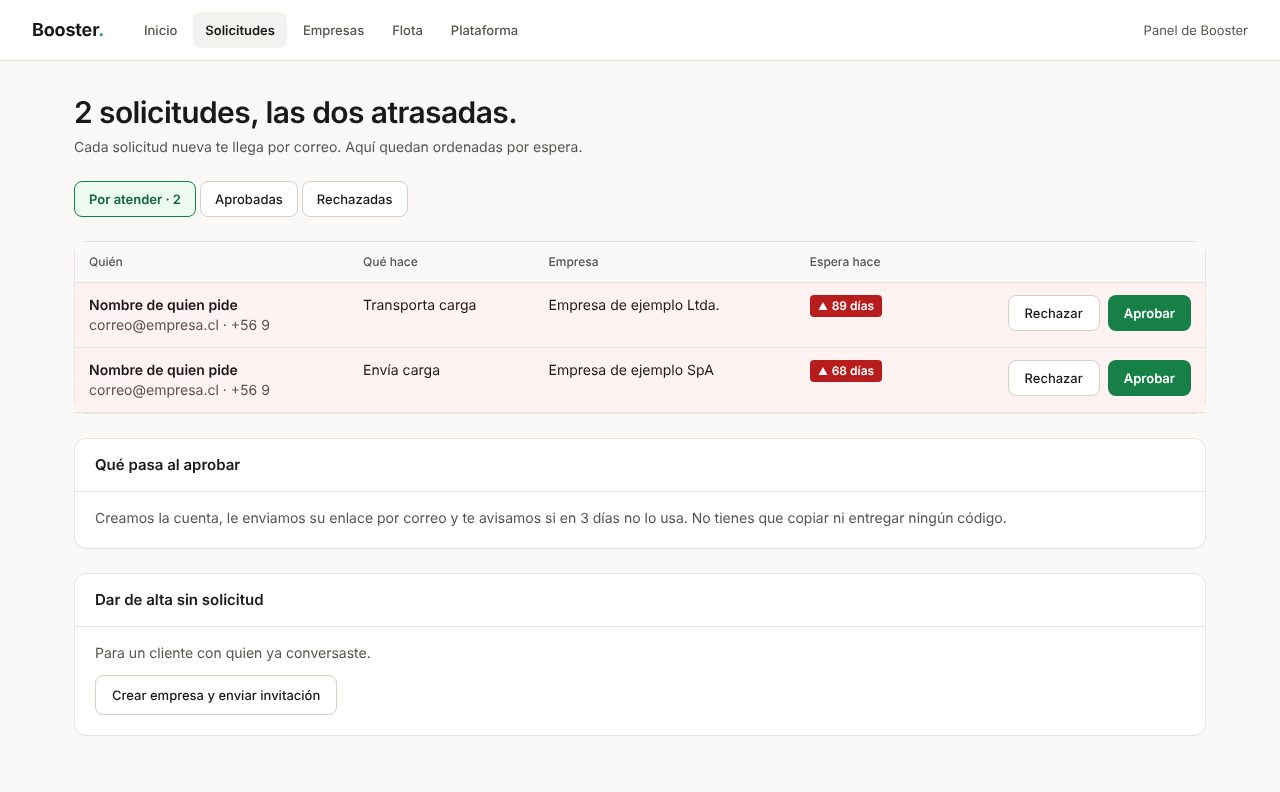 Booster.
Inicio
Solicitudes
Empresas
Flota
Plataforma
Panel de Booster
2 solicitudes, las dos atrasadas.
Cada solicitud nueva te llega por correo. Aquí quedan ordenadas por espera.
Por atender · 2
Aprobadas
Rechazadas
Quién
Qué hace
Empresa
Espera hace
Nombre de quien pide
correo@empresa.cl · +56 9
Transporta carga
Empresa de ejemplo Ltda.
▲ 89 días
Rechazar
Aprobar
Nombre de quien pide
correo@empresa.cl · +56 9
Envía carga
Empresa de ejemplo SpA
▲ 68 días
Rechazar
Aprobar
Qué pasa al aprobar
Creamos la cuenta, le enviamos su enlace por correo y te avisamos si en 3 días no lo usa. No tienes que copiar ni entregar ningún código.
Dar de alta sin solicitud
Para un cliente con quien ya conversaste.
Crear empresa y enviar invitación